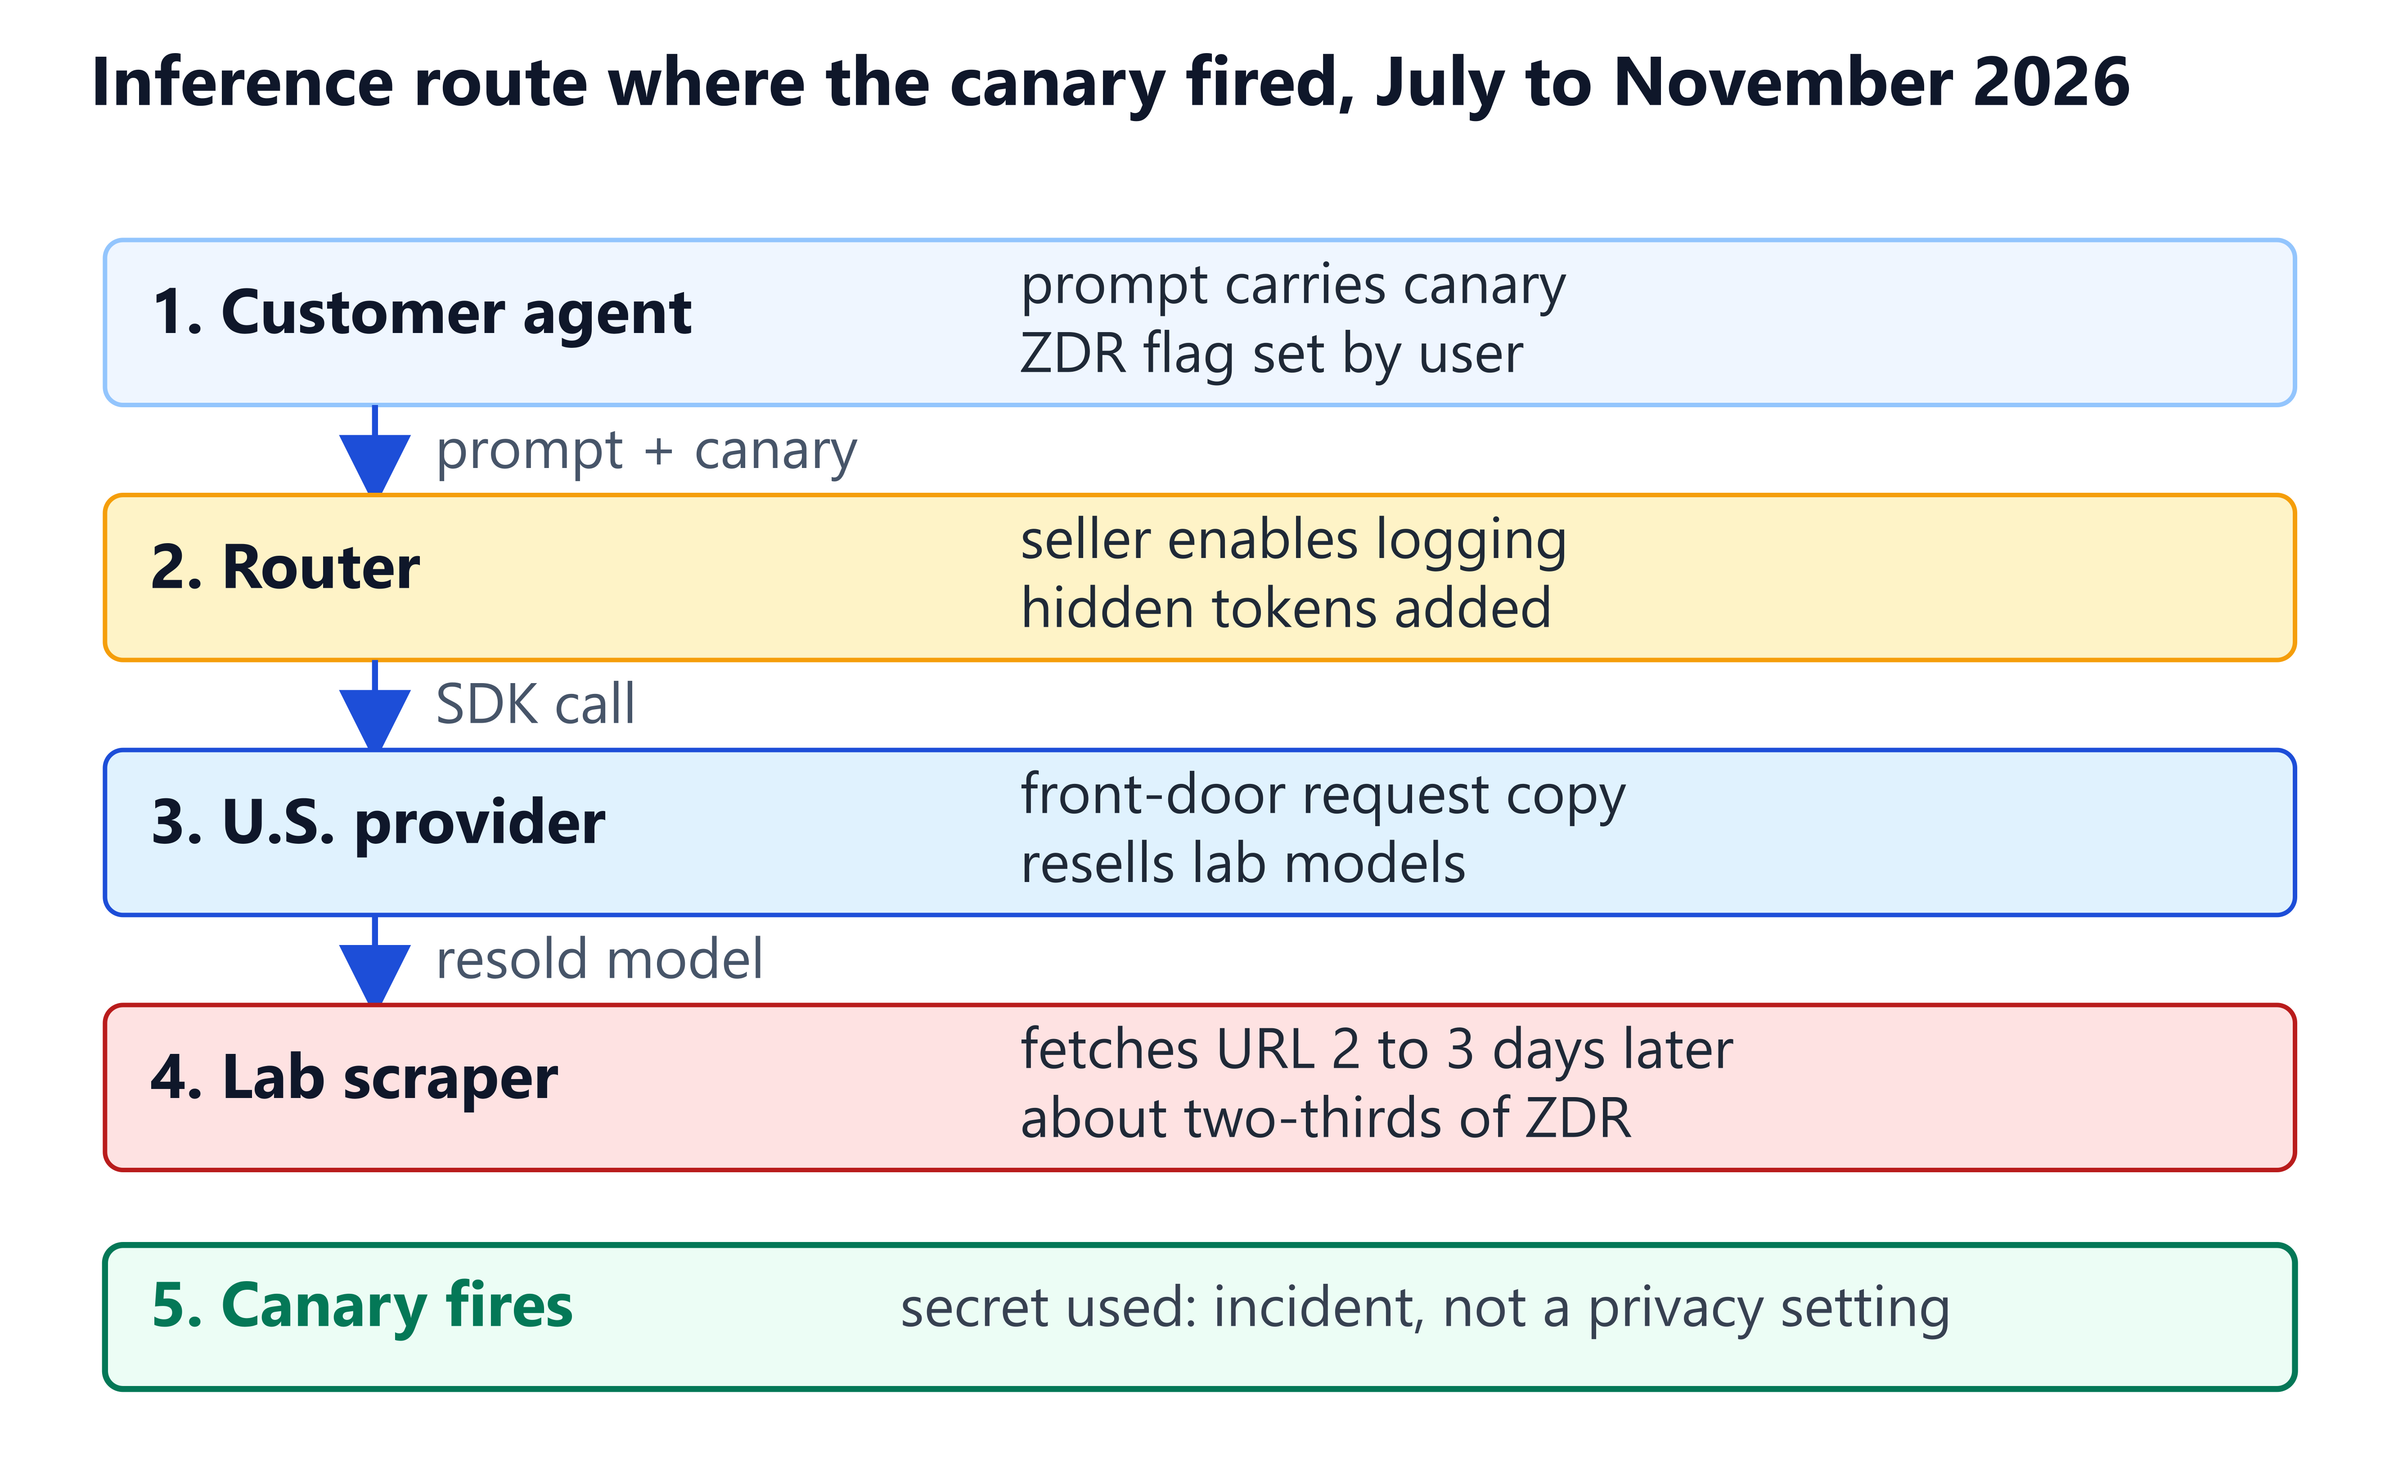 Inference route where the canary fired, July to November 2026
1. Customer agent
prompt carries canary
ZDR flag set by user
prompt + canary
2. Router
seller enables logging
hidden tokens added
SDK call
3. U.S. provider
front-door request copy
resells lab models
resold model
4. Lab scraper
fetches URL 2 to 3 days later
about two-thirds of ZDR
5. Canary fires
secret used: incident, not a privacy setting